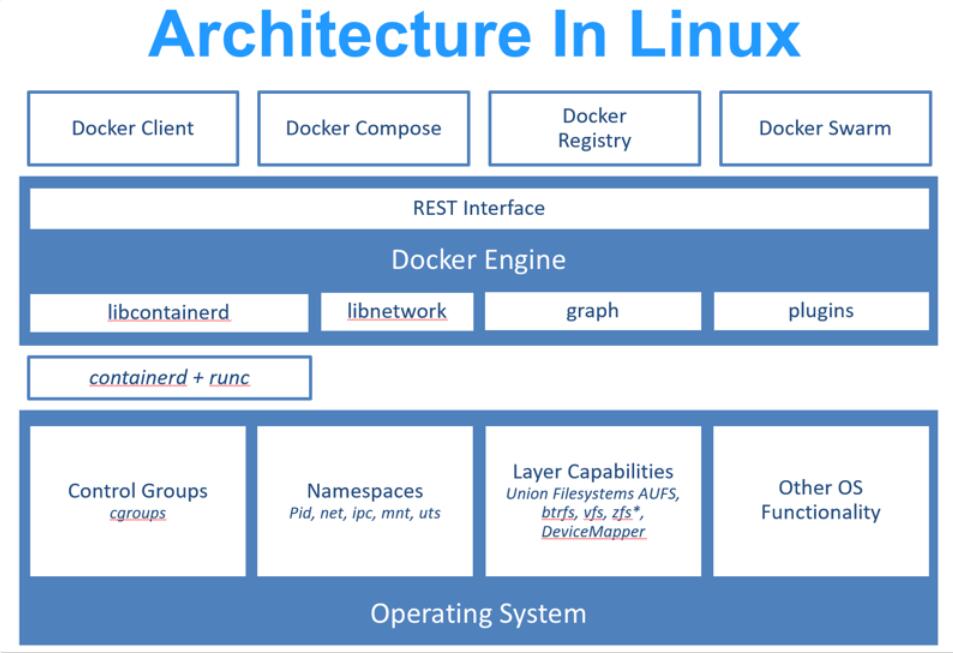 Architecture In Linux
Docker Client
Docker Compose
Docker
Registry
Docker Swarm
REST Interface
Docker Engine
libcontainerd
libnetwork
graph
plugins
containerd + runc
Control Groups
cgroups
Namespaces
Pid, net, ipc, mnt, uts
Layer Capabilities
Union Filesystems AUFS,
btrfs, vfs, zfs*,
DeviceMapper
Other OS
Functionality
Operating System